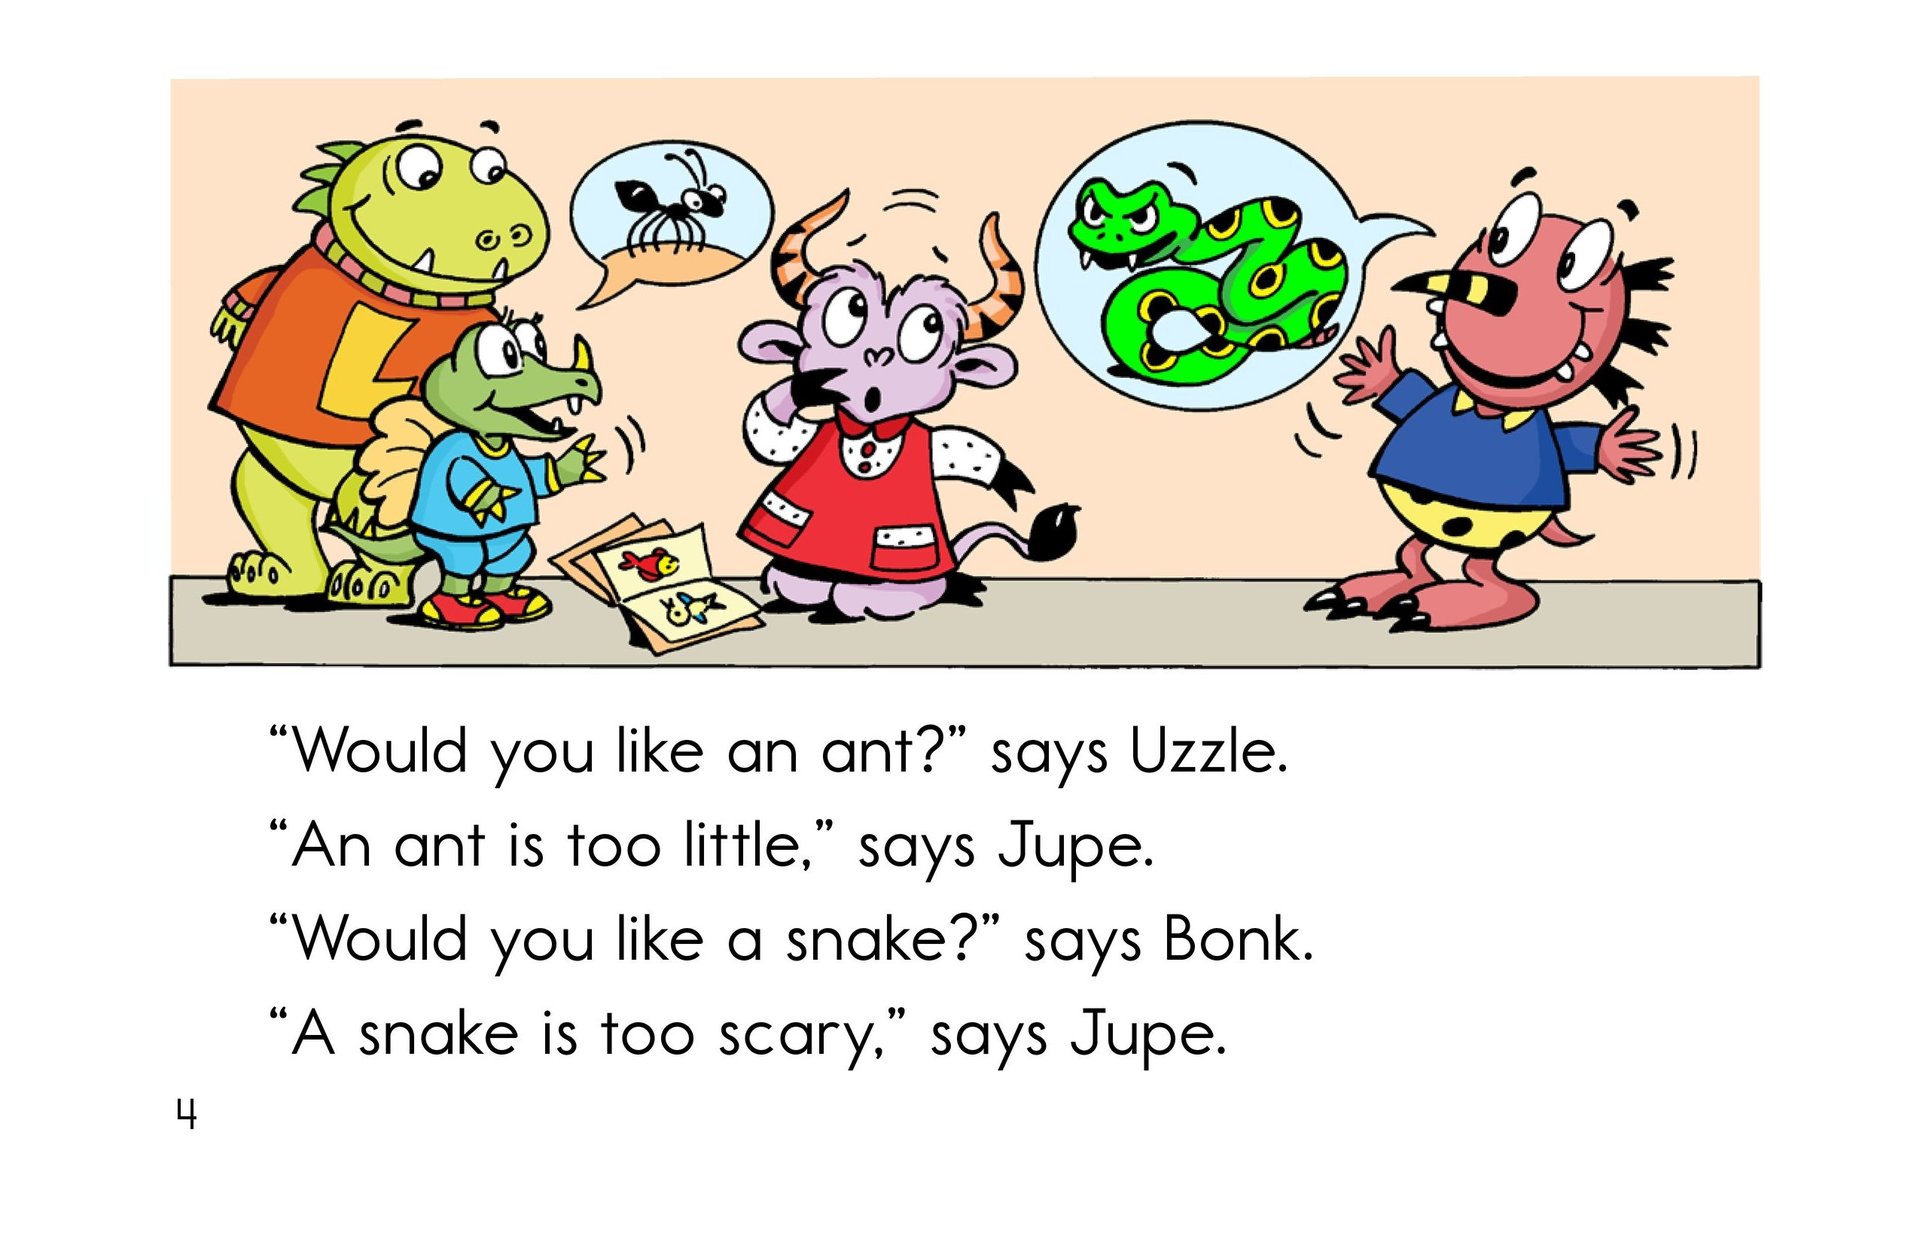 “Would you like an ant?” says Uzzle.
“An ant is too little,” says Jupe.
“Would you like a snake?” says Bonk.
“A snake is too scary,” says Jupe.
4